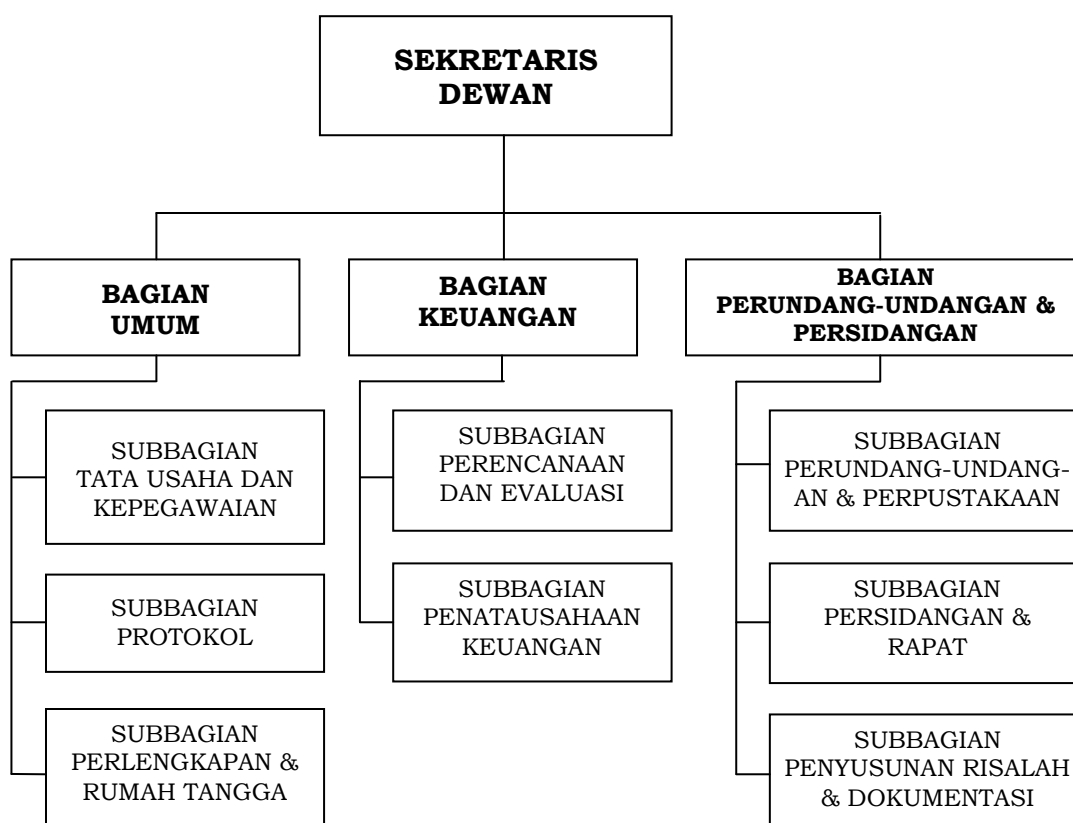 SEKRETARIS
DEWAN
BAGIAN
UMUM
BAGIAN
KEUANGAN
BAGIAN
PERUNDANG-UNDANGAN &
PERSIDANGAN
SUBBAGIAN
TATA USAHA DAN
KEPEGAWAIAN
SUBBAGIAN
PROTOKOL
SUBBAGIAN
PERLENGKAPAN &
RUMAH TANGGA
SUBBAGIAN
PERENCANAAN
DAN EVALUASI
SUBBAGIAN
PENATAUSAHAAN
KEUANGAN
SUBBAGIAN
PERUNDANG-UNDANG-
AN & PERPUSTAKAAN
SUBBAGIAN
PERSIDANGAN &
RAPAT
SUBBAGIAN
PENYUSUNAN RISALAH
& DOKUMENTASI